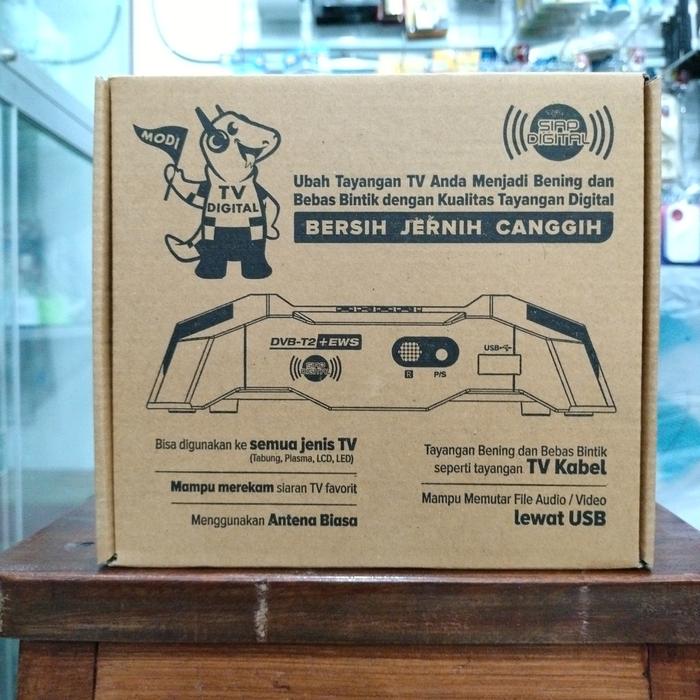 MODI
TV
DIGITAL
SIAP
DIGITAL
Ubah Tayangan TV Anda Menjadi Bening dan
Bebas Bintik dengan Kualitas Tayangan Digital
BERSIH JERNIH CANGGIH
DVB-T2 +EWS
SIAP
DIGITAL
R
P/S
USB
Bisa digunakan ke semua jenis TV
(Tabung, Plasma, LCD, LED)
Mampu merekam siaran TV favorit
Menggunakan Antena Biasa
Tayangan Bening dan Bebas Bintik
seperti tayangan TV Kabel
Mampu Memutar File Audio / Video
lewat USB